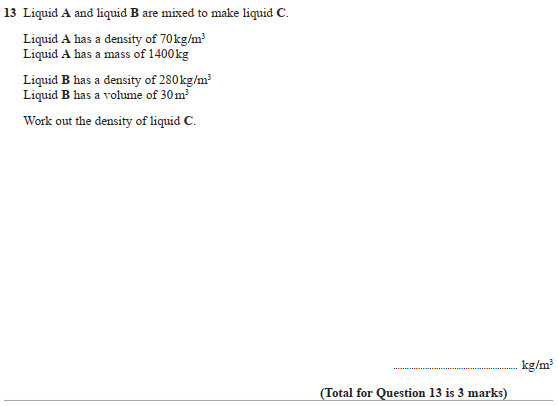 13 Liquid A and liquid B are mixed to make liquid C.
Liquid A has a density of 70 kg/m³
Liquid A has a mass of 1400 kg
Liquid B has a density of 280 kg/m³
Liquid B has a volume of 30 m³
Work out the density of liquid C.
.......................................................... kg/m³
(Total for Question 13 is 3 marks)